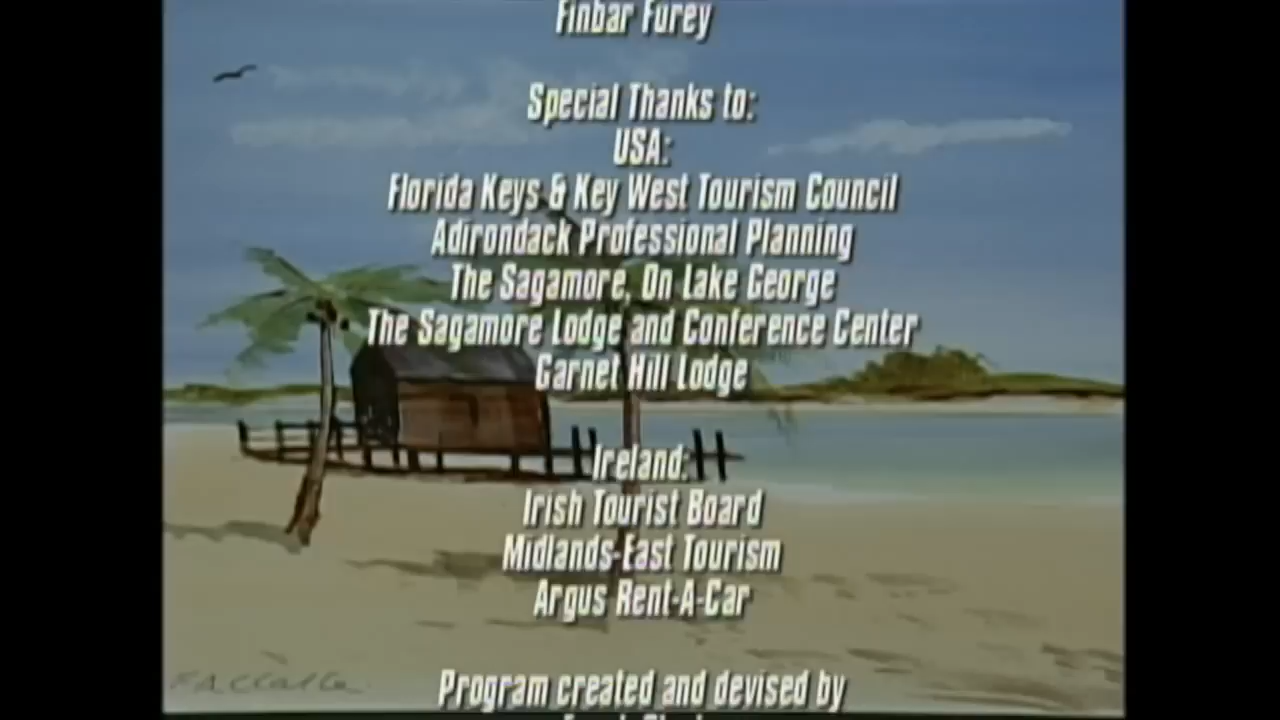 Finbar Furey
Special Thanks to:
USA:
Florida Keys & Key West Tourism Council
Adirondack Professional Planning
The Sagamore, On Lake George
The Sagamore Lodge and Conference Center
Garnet Hill Lodge
Ireland:
Irish Tourist Board
Midlands-East Tourism
Argus Rent-A-Car
Program created and devised by